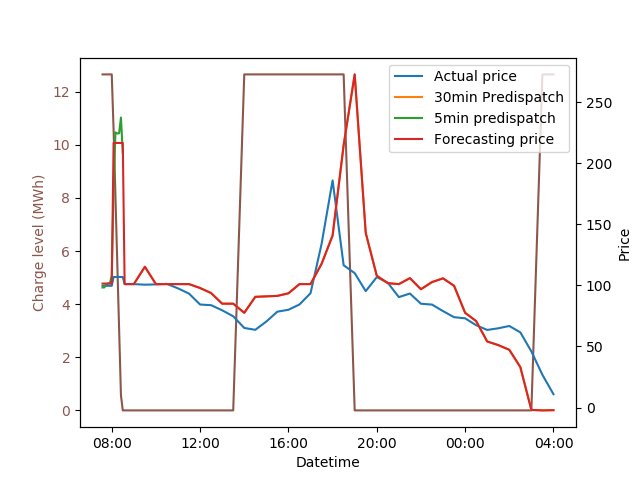 Actual price
30min Predispatch
5min predispatch
Forecasting price
Charge level (MWh)
12
10
8
6
4
2
0
250
200
150
100
50
0
Price
08:00 12:00 16:00 20:00 00:00 04:00
Datetime